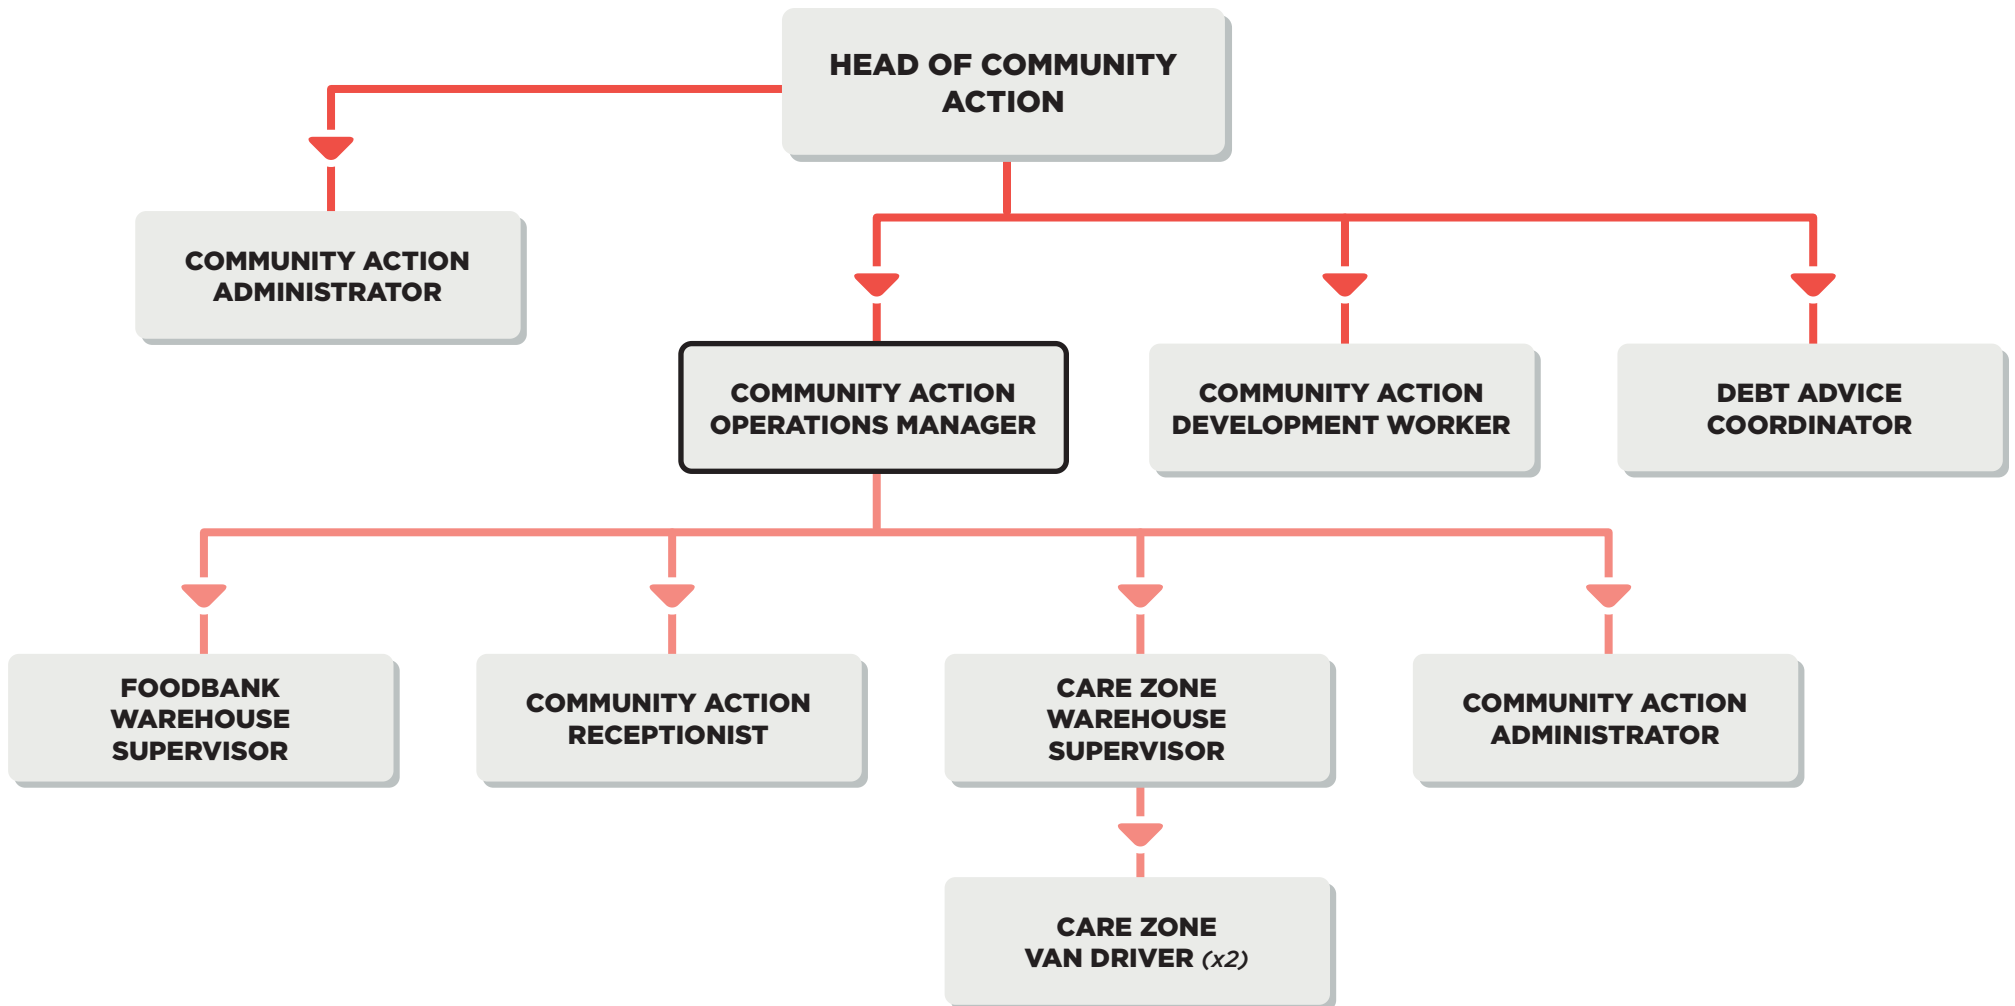 HEAD OF COMMUNITY
ACTION
COMMUNITY ACTION
ADMINISTRATOR
COMMUNITY ACTION
OPERATIONS MANAGER
COMMUNITY ACTION
DEVELOPMENT WORKER
DEBT ADVICE
COORDINATOR
FOODBANK
WAREHOUSE
SUPERVISOR
COMMUNITY ACTION
RECEPTIONIST
CARE ZONE
WAREHOUSE
SUPERVISOR
COMMUNITY ACTION
ADMINISTRATOR
CARE ZONE
VAN DRIVER (x2)